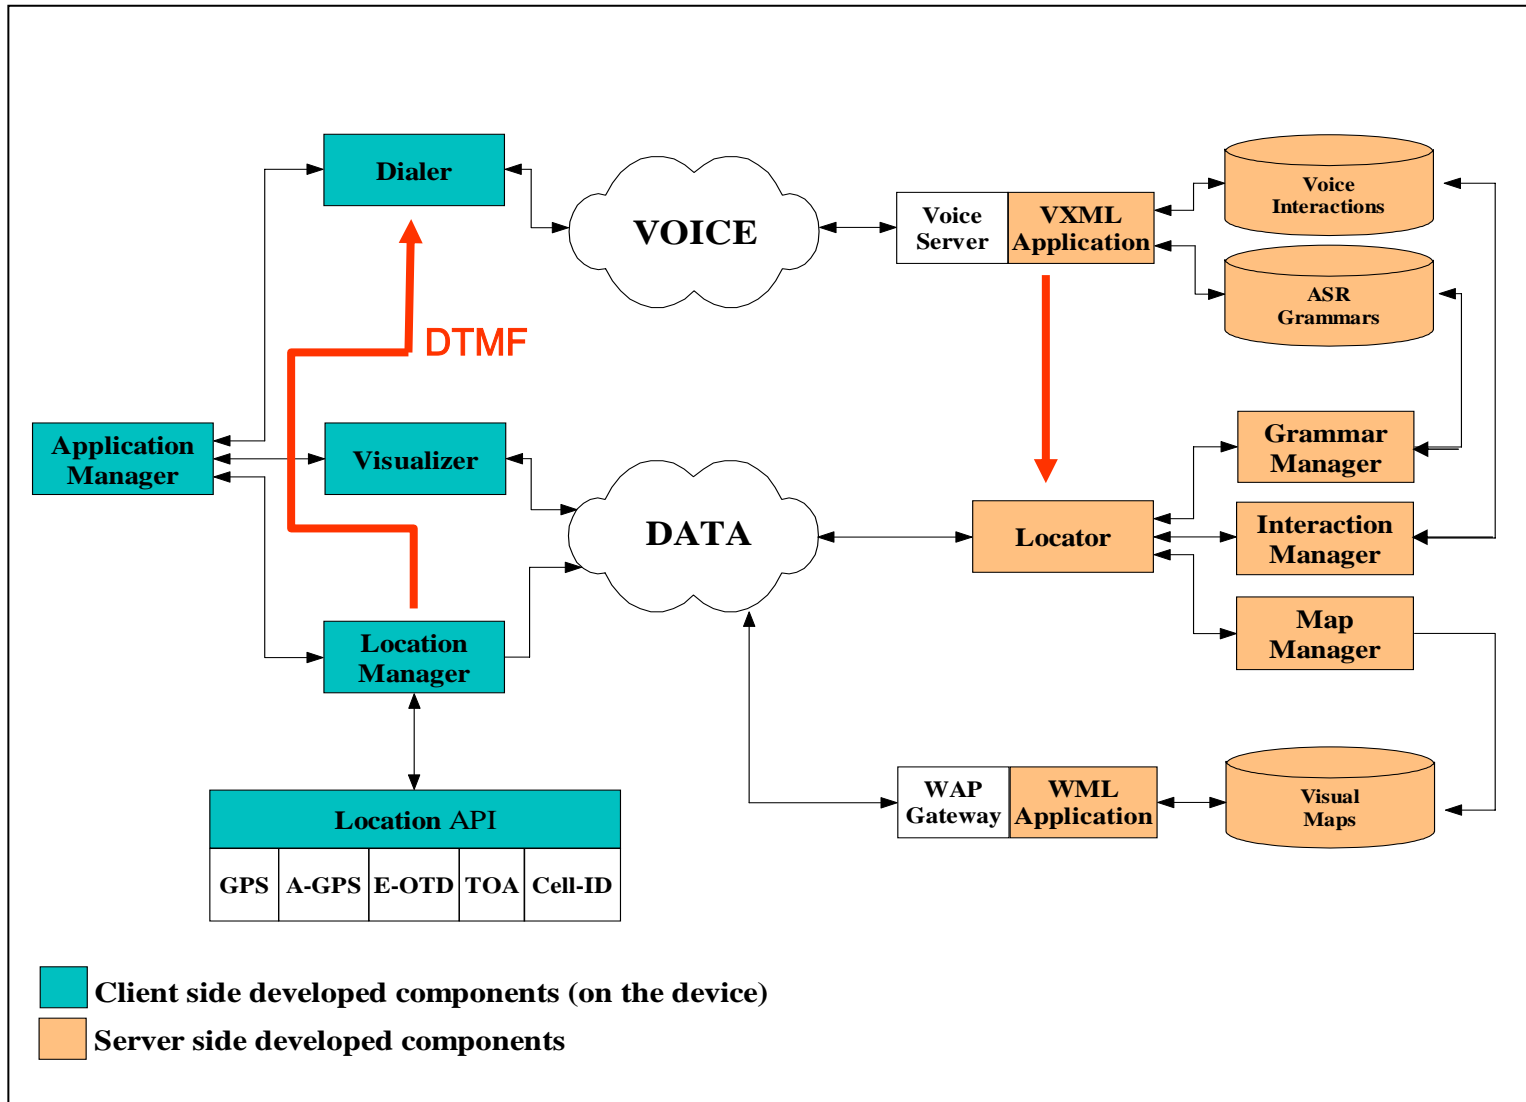 Dialer
VOICE
Voice
Server
VXML
Application
Voice
Interactions
ASR
Grammars
DTMF
Application
Manager
Visualizer
DATA
Locator
Grammar
Manager
Interaction
Manager
Map
Manager
Location
Manager
Location API
GPS
A-GPS
E-OTD
TOA
Cell-ID
WAP
Gateway
WML
Application
Visual
Maps
Client side developed components (on the device)
Server side developed components